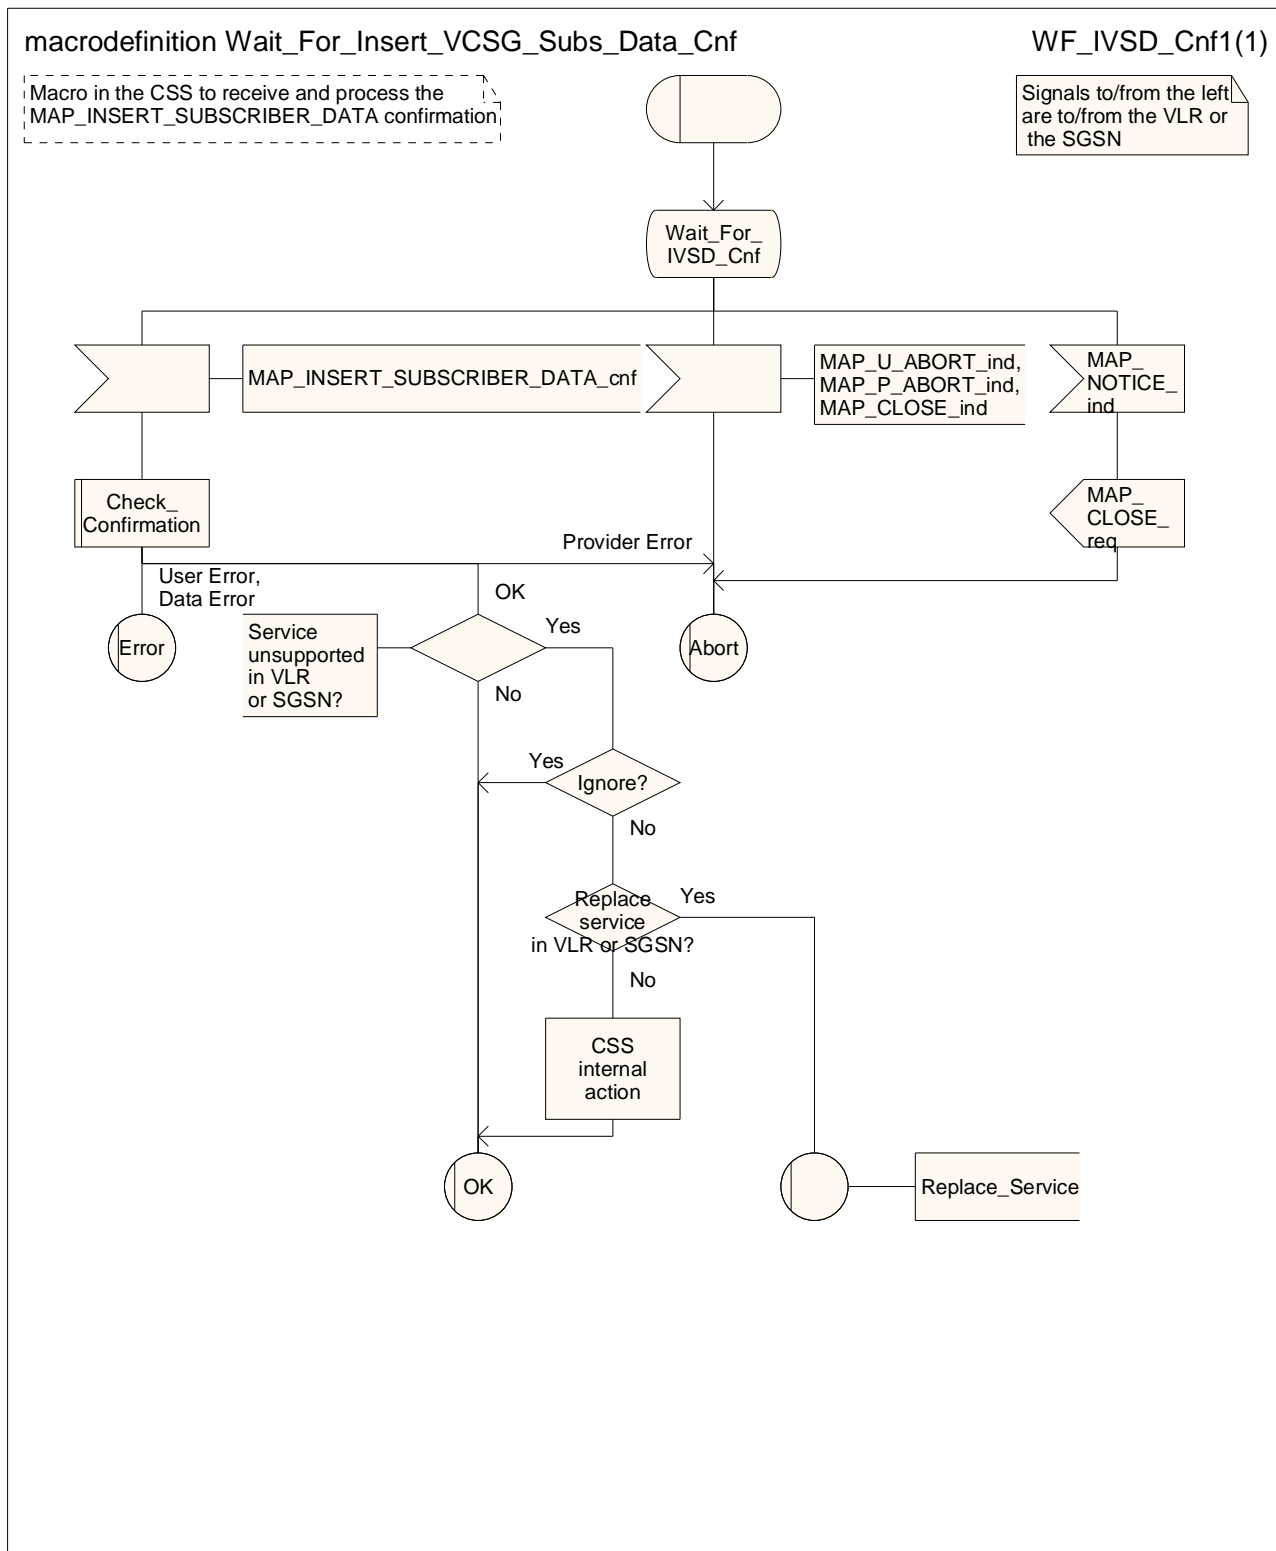 macrodefinition Wait_For_Insert_VCSG_Subs_Data_Cnf
WF_IVSD_Cnf1(1)
Macro in the CSS to receive and process the
MAP_INSERT_SUBSCRIBER_DATA confirmation
Signals to/from the left
are to/from the VLR or
the SGSN
Wait_For_
IVSD_Cnf
MAP_INSERT_SUBSCRIBER_DATA_cnf
MAP_U_ABORT_ind,
MAP_P_ABORT_ind,
MAP_CLOSE_ind
MAP_
NOTICE_
ind
Check_
Confirmation
MAP_
CLOSE_
req
Provider Error
User Error,
Data Error
OK
Error
Service
unsupported
in VLR
or SGSN?
Yes
Abort
No
Yes
Ignore?
No
Replace
service
in VLR or SGSN?
Yes
No
CSS
internal
action
OK
Replace_Service